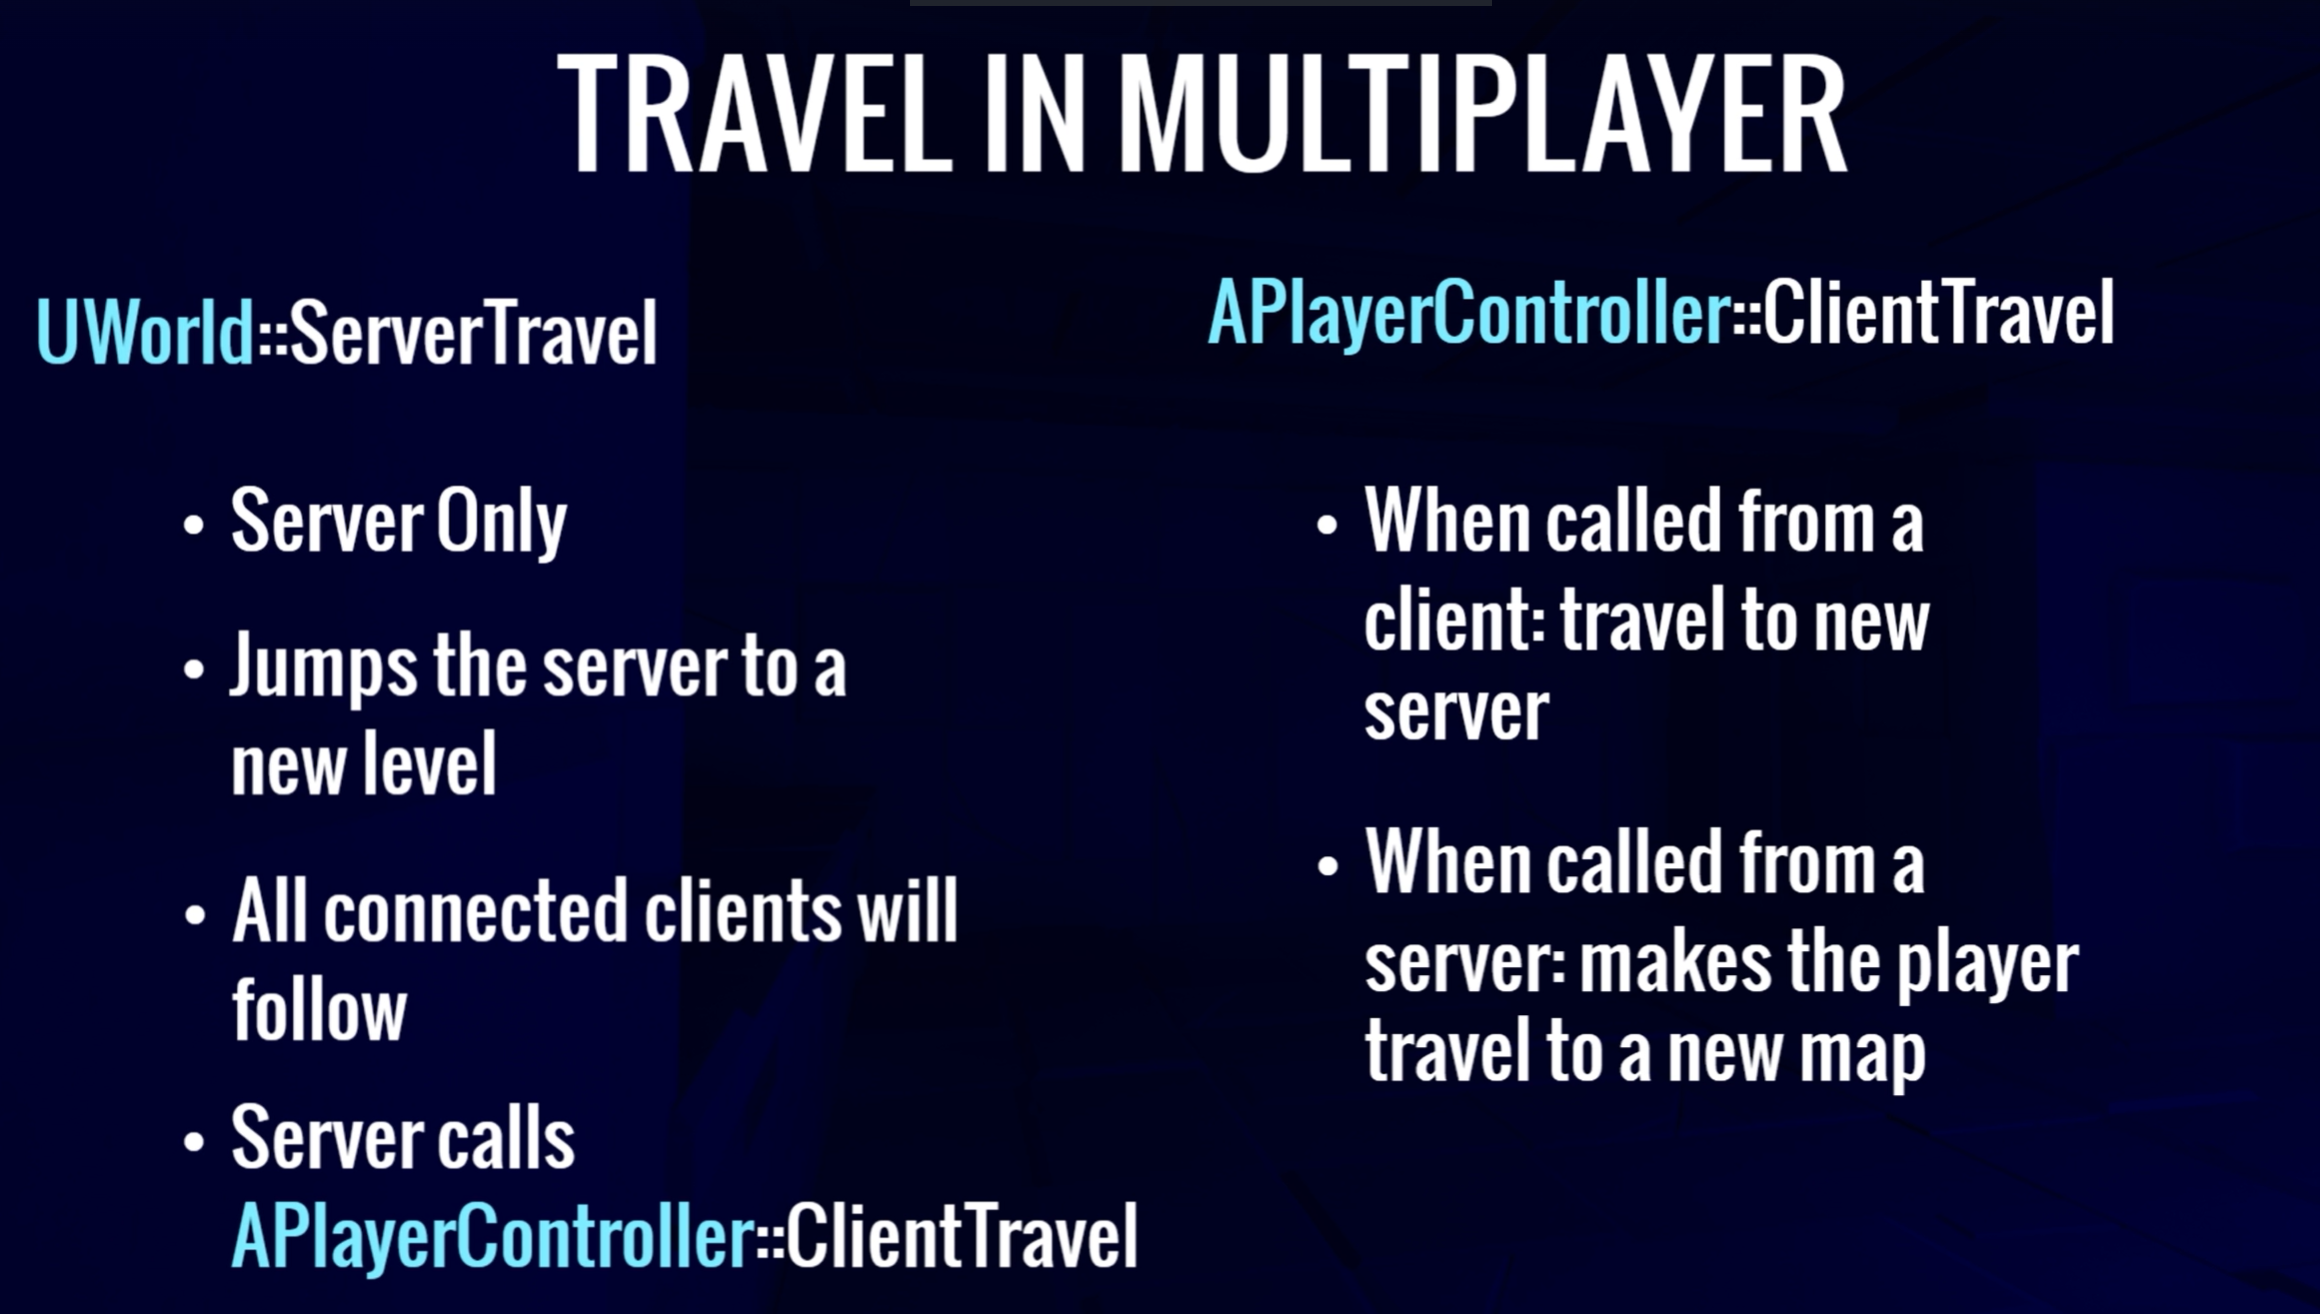 TRAVEL IN MULTIPLAYER
UWorld::ServerTravel
• Server Only
• Jumps the server to a
new level
• All connected clients will
follow
• Server calls
APlayerController::ClientTravel
APlayerController::ClientTravel
• When called from a
client: travel to new
server
• When called from a
server: makes the player
travel to a new map